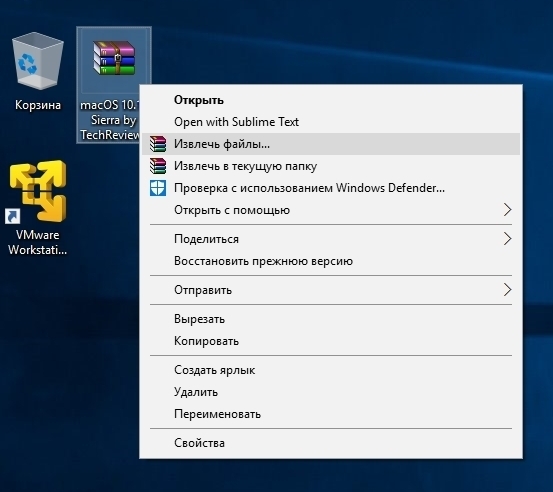 Корзина
macOS 10.1
Sierra by
TechReview
VMware
Workstati...
Открыть
Open with Sublime Text
Извлечь файлы...
Извлечь в текущую папку
Проверка с использованием Windows Defender...
Открыть с помощью
Поделиться
Восстановить прежнюю версию
Отправить
Вырезать
Копировать
Создать ярлык
Удалить
Переименовать
Свойства